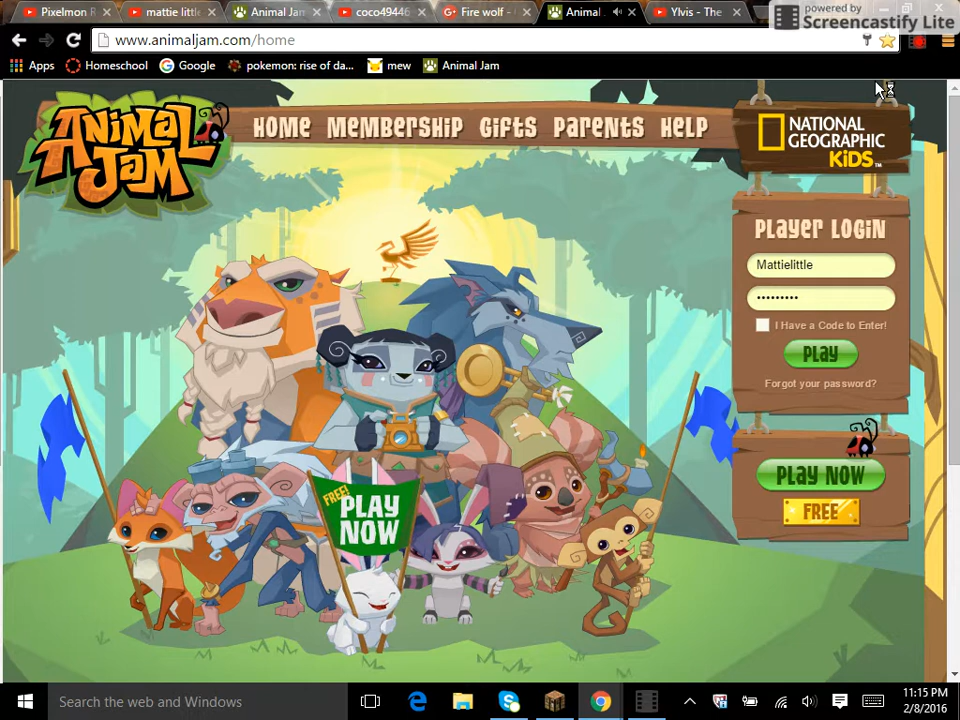 Pixelmon R
mattie littl
Animal Jam
coco49446
Fire wolf -
Animal
Ylvis - The
powered by
Screencastify Lite
www.animaljam.com/home
Apps
Homeschool
Google
pokemon: rise of da...
mew
Animal Jam
ANIMAL
JAM
HOME
MEMBERSHIP
GIFTS
PARENTS
HELP
NATIONAL
GEOGRAPHIC
KiDS
PLAYER LOGIN
Mattielittle
•••••••••
I Have a Code to Enter!
PLAY
Forgot your password?
PLAY NOW
FREE
FREE!
PLAY
NOW
Search the web and Windows
11:15 PM
2/8/2016